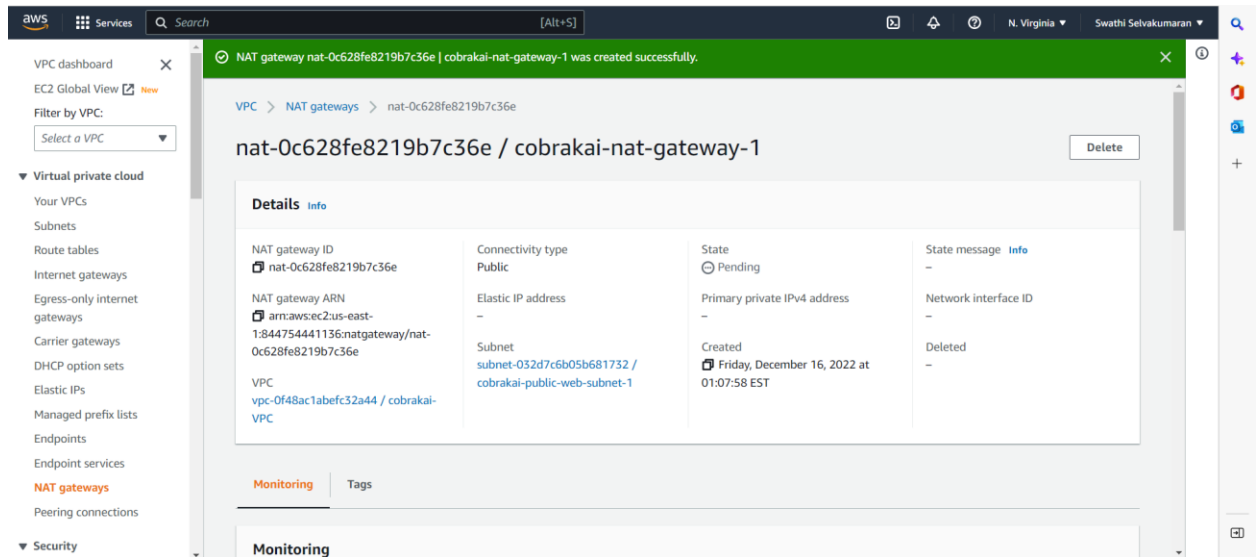 aws
Services
Search
[Alt+S]
N. Virginia ▼
Swathi Selvakumaran ▼
VPC dashboard
EC2 Global View New
Filter by VPC:
Select a VPC
Virtual private cloud
Your VPCs
Subnets
Route tables
Internet gateways
Egress-only internet
gateways
Carrier gateways
DHCP option sets
Elastic IPs
Managed prefix lists
Endpoints
Endpoint services
NAT gateways
Peering connections
Security
NAT gateway nat-0c628fe8219b7c36e | cobrakai-nat-gateway-1 was created successfully.
VPC > NAT gateways > nat-0c628fe8219b7c36e
nat-0c628fe8219b7c36e / cobrakai-nat-gateway-1
Delete
Details Info
NAT gateway ID
nat-0c628fe8219b7c36e
NAT gateway ARN
arn:aws:ec2:us-east-
1:844754441136:natgateway/nat-
0c628fe8219b7c36e
VPC
vpc-0f48ac1abefc32a44 / cobrakai-
VPC
Connectivity type
Public
Elastic IP address
–
Subnet
subnet-032d7c6b05b681732 /
cobrakai-public-web-subnet-1
State
Pending
Primary private IPv4 address
–
Created
Friday, December 16, 2022 at
01:07:58 EST
State message Info
–
Network interface ID
–
Deleted
–
Monitoring
Tags
Monitoring